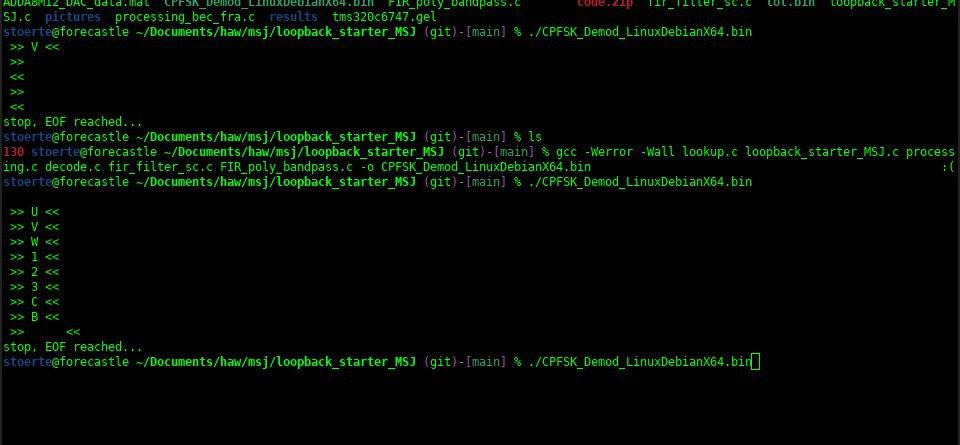 ADDA8M12_DAC_data.mat CPFSK_Demod_LinuxDebianX64.bin FIR_poly_bandpass.c code.zip fir_filter_sc.c lol.bin loopback_starter_M
SJ.c pictures processing_bec_fra.c results tms320c6747.gel
stoerte@forecastle ~/Documents/haw/msj/loopback_starter_MSJ (git)-[main] % ./CPFSK_Demod_LinuxDebianX64.bin
>> V <<
>>
<<
>>
<<
stop, EOF reached...
stoerte@forecastle ~/Documents/haw/msj/loopback_starter_MSJ (git)-[main] % ls
130 stoerte@forecastle ~/Documents/haw/msj/loopback_starter_MSJ (git)-[main] % gcc -Werror -Wall lookup.c loopback_starter_MSJ.c process
ing.c decode.c fir_filter_sc.c FIR_poly_bandpass.c -o CPFSK_Demod_LinuxDebianX64.bin :(
stoerte@forecastle ~/Documents/haw/msj/loopback_starter_MSJ (git)-[main] % ./CPFSK_Demod_LinuxDebianX64.bin
>> U <<
>> V <<
>> W <<
>> 1 <<
>> 2 <<
>> 3 <<
>> C <<
>> B <<
>> <<
stop, EOF reached...
stoerte@forecastle ~/Documents/haw/msj/loopback_starter_MSJ (git)-[main] % ./CPFSK_Demod_LinuxDebianX64.bin